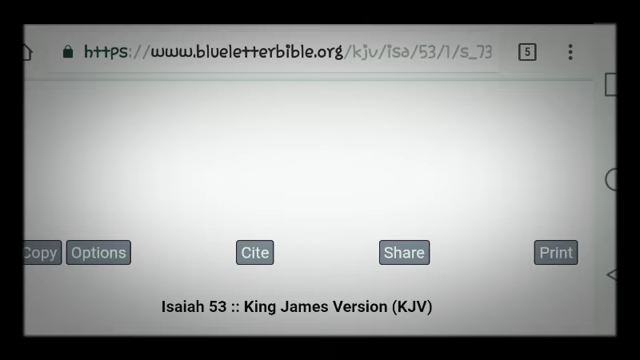 https://www.blueletterbible.org/kjv/isa/53/1/s_73
5
Copy Options Cite Share Print
Isaiah 53 :: King James Version (KJV)